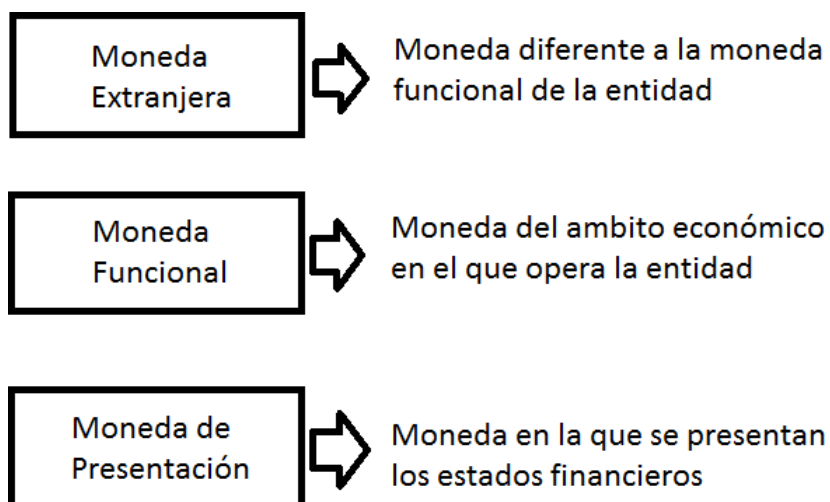 Moneda
Extranjera
Moneda diferente a la moneda
funcional de la entidad
Moneda
Funcional
Moneda del ambito económico
en el que opera la entidad
Moneda de
Presentación
Moneda en la que se presentan
los estados financieros